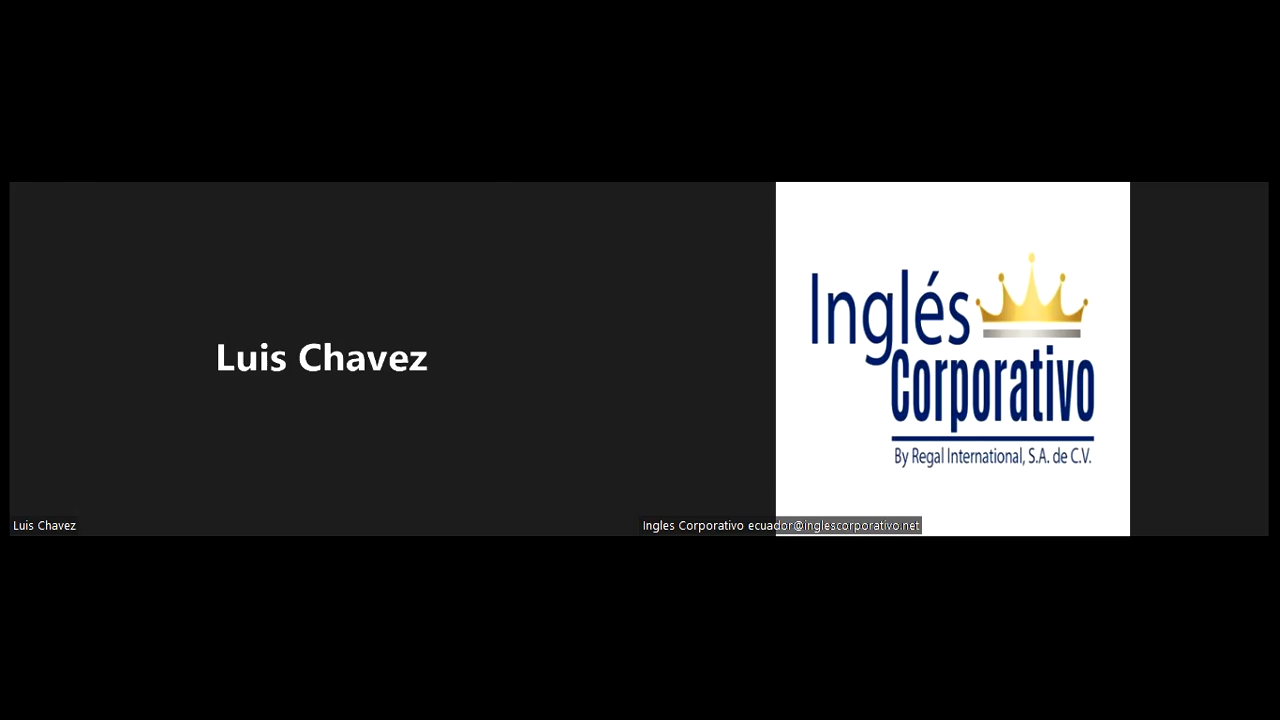 Luis Chavez
Inglés
Corporativo
By Regal International, S.A. de C.V.
Luis Chavez
Ingles Corporativo ecuador@inglescorporativo.net